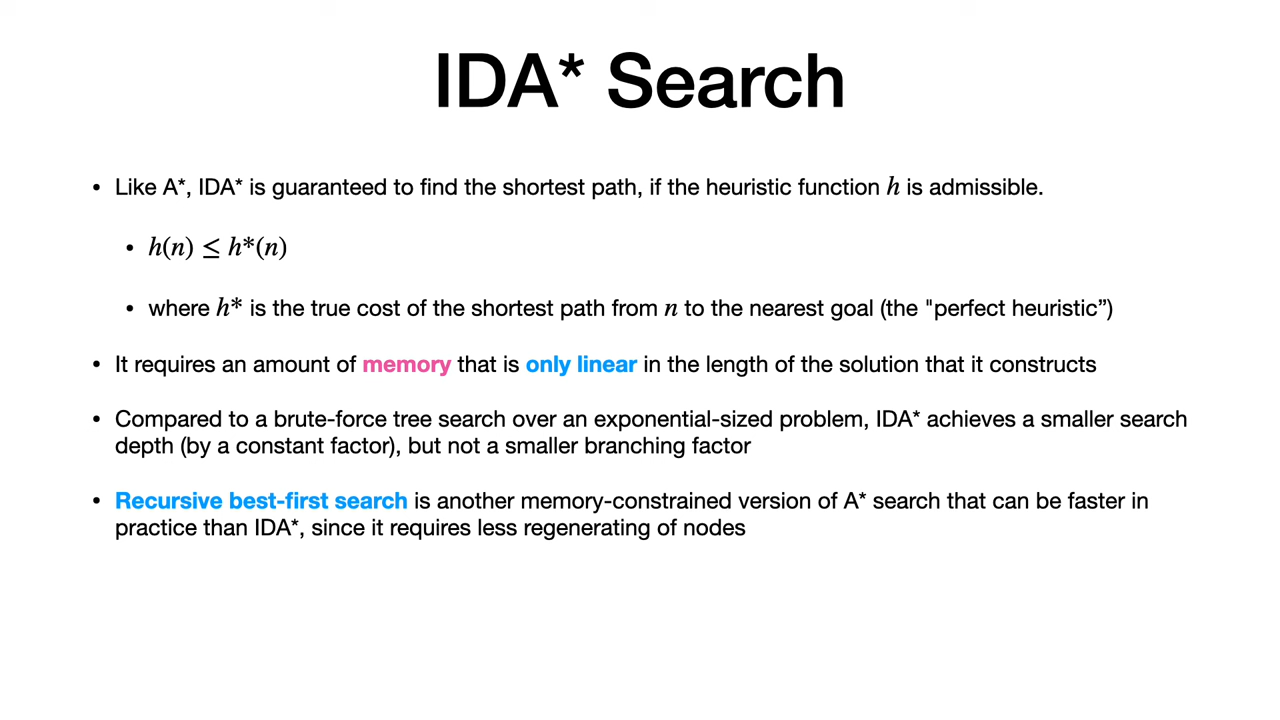 IDA* Search
• Like A*, IDA* is guaranteed to find the shortest path, if the heuristic function h is admissible.
• h(n) ≤ h*(n)
• where h* is the true cost of the shortest path from n to the nearest goal (the "perfect heuristic”)
• It requires an amount of memory that is only linear in the length of the solution that it constructs
• Compared to a brute-force tree search over an exponential-sized problem, IDA* achieves a smaller search
depth (by a constant factor), but not a smaller branching factor
• Recursive best-first search is another memory-constrained version of A* search that can be faster in
practice than IDA*, since it requires less regenerating of nodes